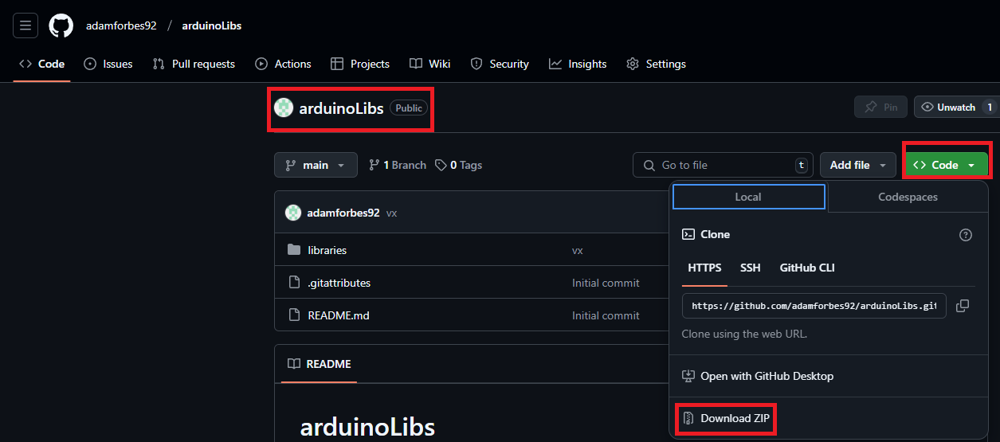 adamforbes92 / arduinoLibs
Code Issues Pull requests Actions Projects Wiki Security Insights Settings
arduinoLibs Public
Pin Unwatch 1
main 1 Branch 0 Tags Go to file t Add file Code
Local Codespaces
adamforbes92 vx
Clone
libraries vx
HTTPS SSH GitHub CLI
.gitattributes Initial commit
https://github.com/adamforbes92/arduinoLibs.git
README.md Initial commit
Clone using the web URL.
README
Open with GitHub Desktop
Download ZIP
arduinoLibs